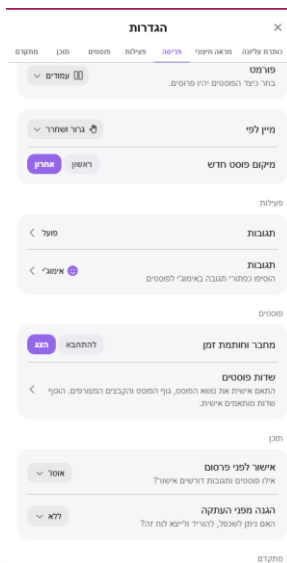 הגדרות
כותרת עליונה מראה חיצוני פריסה פעילות פוסטים תוכן מתקדם
פורמט
בחר כיצד הפוסטים יהיו פרוסים.
עמודים
מיין לפי
גרור ושחרר
מיקום פוסט חדש
ראשון אחרון
פעילות
תגובות
פועל
תגובות
הוסיפו כפתורי תגובה באימוג'י לפוסטים
אימוג'י
פוסטים
מחבר וחותמת זמן
להתחבא הצג
שדות פוסטים
התאם אישית את נושא הפוסט, גוף הפוסט והקבצים המצורפים. הוסף
שדות מותאמים אישית.
תוכן
אישור לפני פרסום
אילו פוסטים ותגובות דורשים אישור?
אוטו'
הגנה מפני העתקה
האם ניתן לשכפל, להוריד ולייצא לוח זה?
ללא
מתקדם